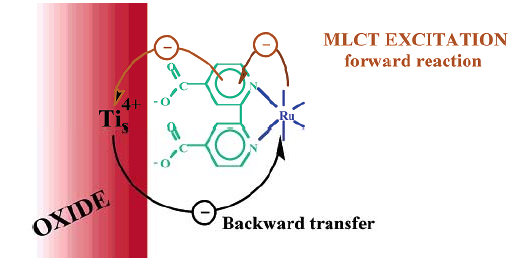 MLCT EXCITATION
forward reaction
Ti s 4+
O
C
- O
O
C
- O
N
N
Ru
OXIDE
Backward transfer